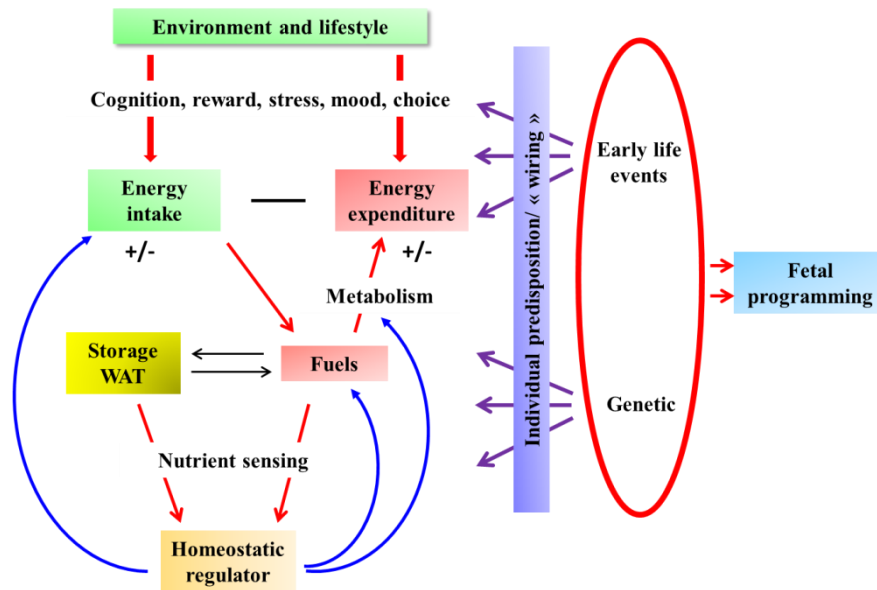 Environment and lifestyle
Cognition, reward, stress, mood, choice
Energy
intake
+/-
Energy
expenditure
+/-
Metabolism
Storage
WAT
Fuels
Nutrient sensing
Homeostatic
regulator
Individual predisposition/ « wiring »
Early life
events
Genetic
Fetal
programming